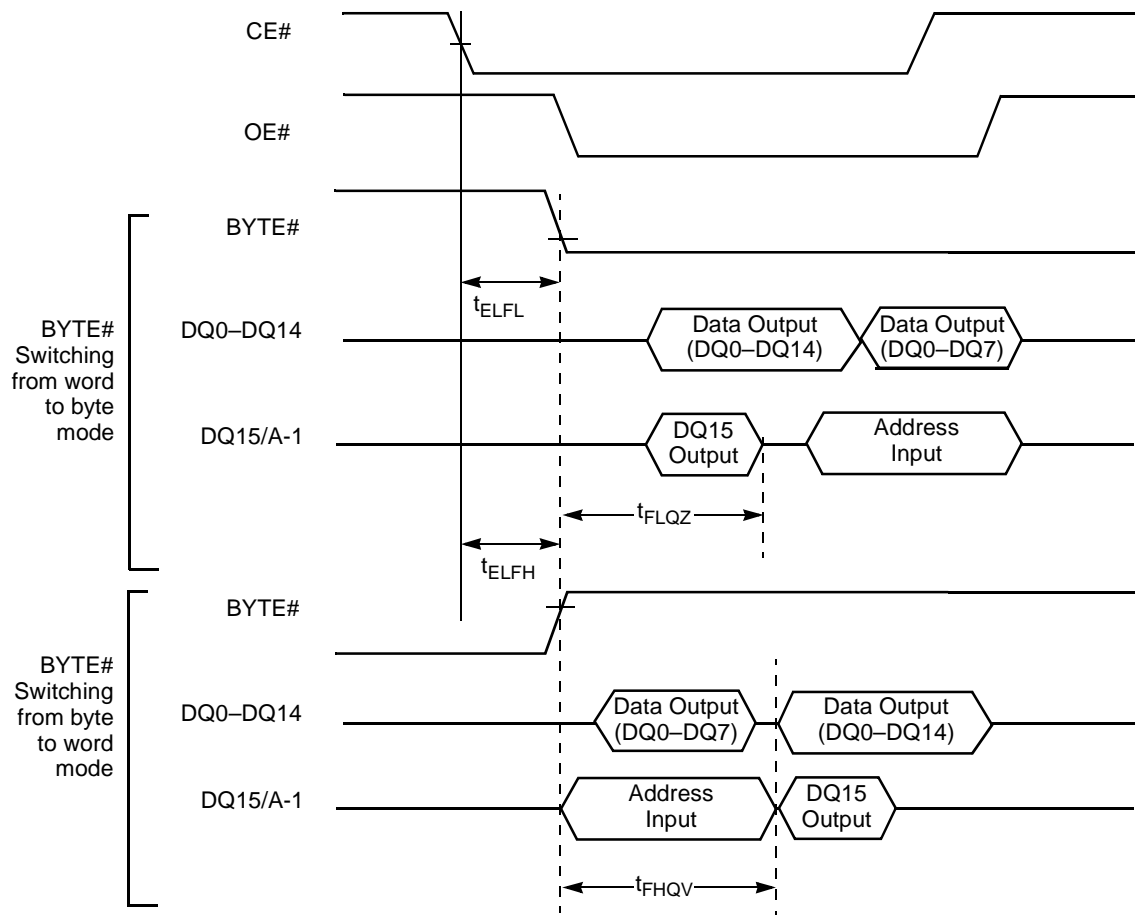 CE#
OE#
BYTE#
tELFL
BYTE#
Switching
from word
to byte
mode
DQ0–DQ14
Data Output
(DQ0–DQ14)
Data Output
(DQ0–DQ7)
DQ15/A-1
DQ15
Output
Address
Input
tFLQZ
tELFH
BYTE#
BYTE#
Switching
from byte
to word
mode
DQ0–DQ14
Data Output
(DQ0–DQ7)
Data Output
(DQ0–DQ14)
DQ15/A-1
Address
Input
DQ15
Output
tFHQV